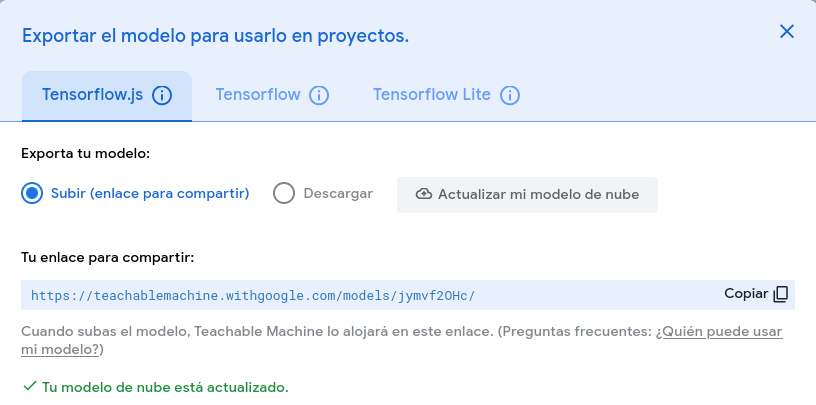 Exportar el modelo para usarlo en proyectos.
Tensorflow.js
Tensorflow
Tensorflow Lite
Exporta tu modelo:
Subir (enlace para compartir)
Descargar
Actualizar mi modelo de nube
Tu enlace para compartir:
https://teachablemachine.withgoogle.com/models/jymvf2OHc/
Copiar
Cuando subas el modelo, Teachable Machine lo alojará en este enlace. (Preguntas frecuentes: ¿Quién puede usar
mi modelo?)
Tu modelo de nube está actualizado.